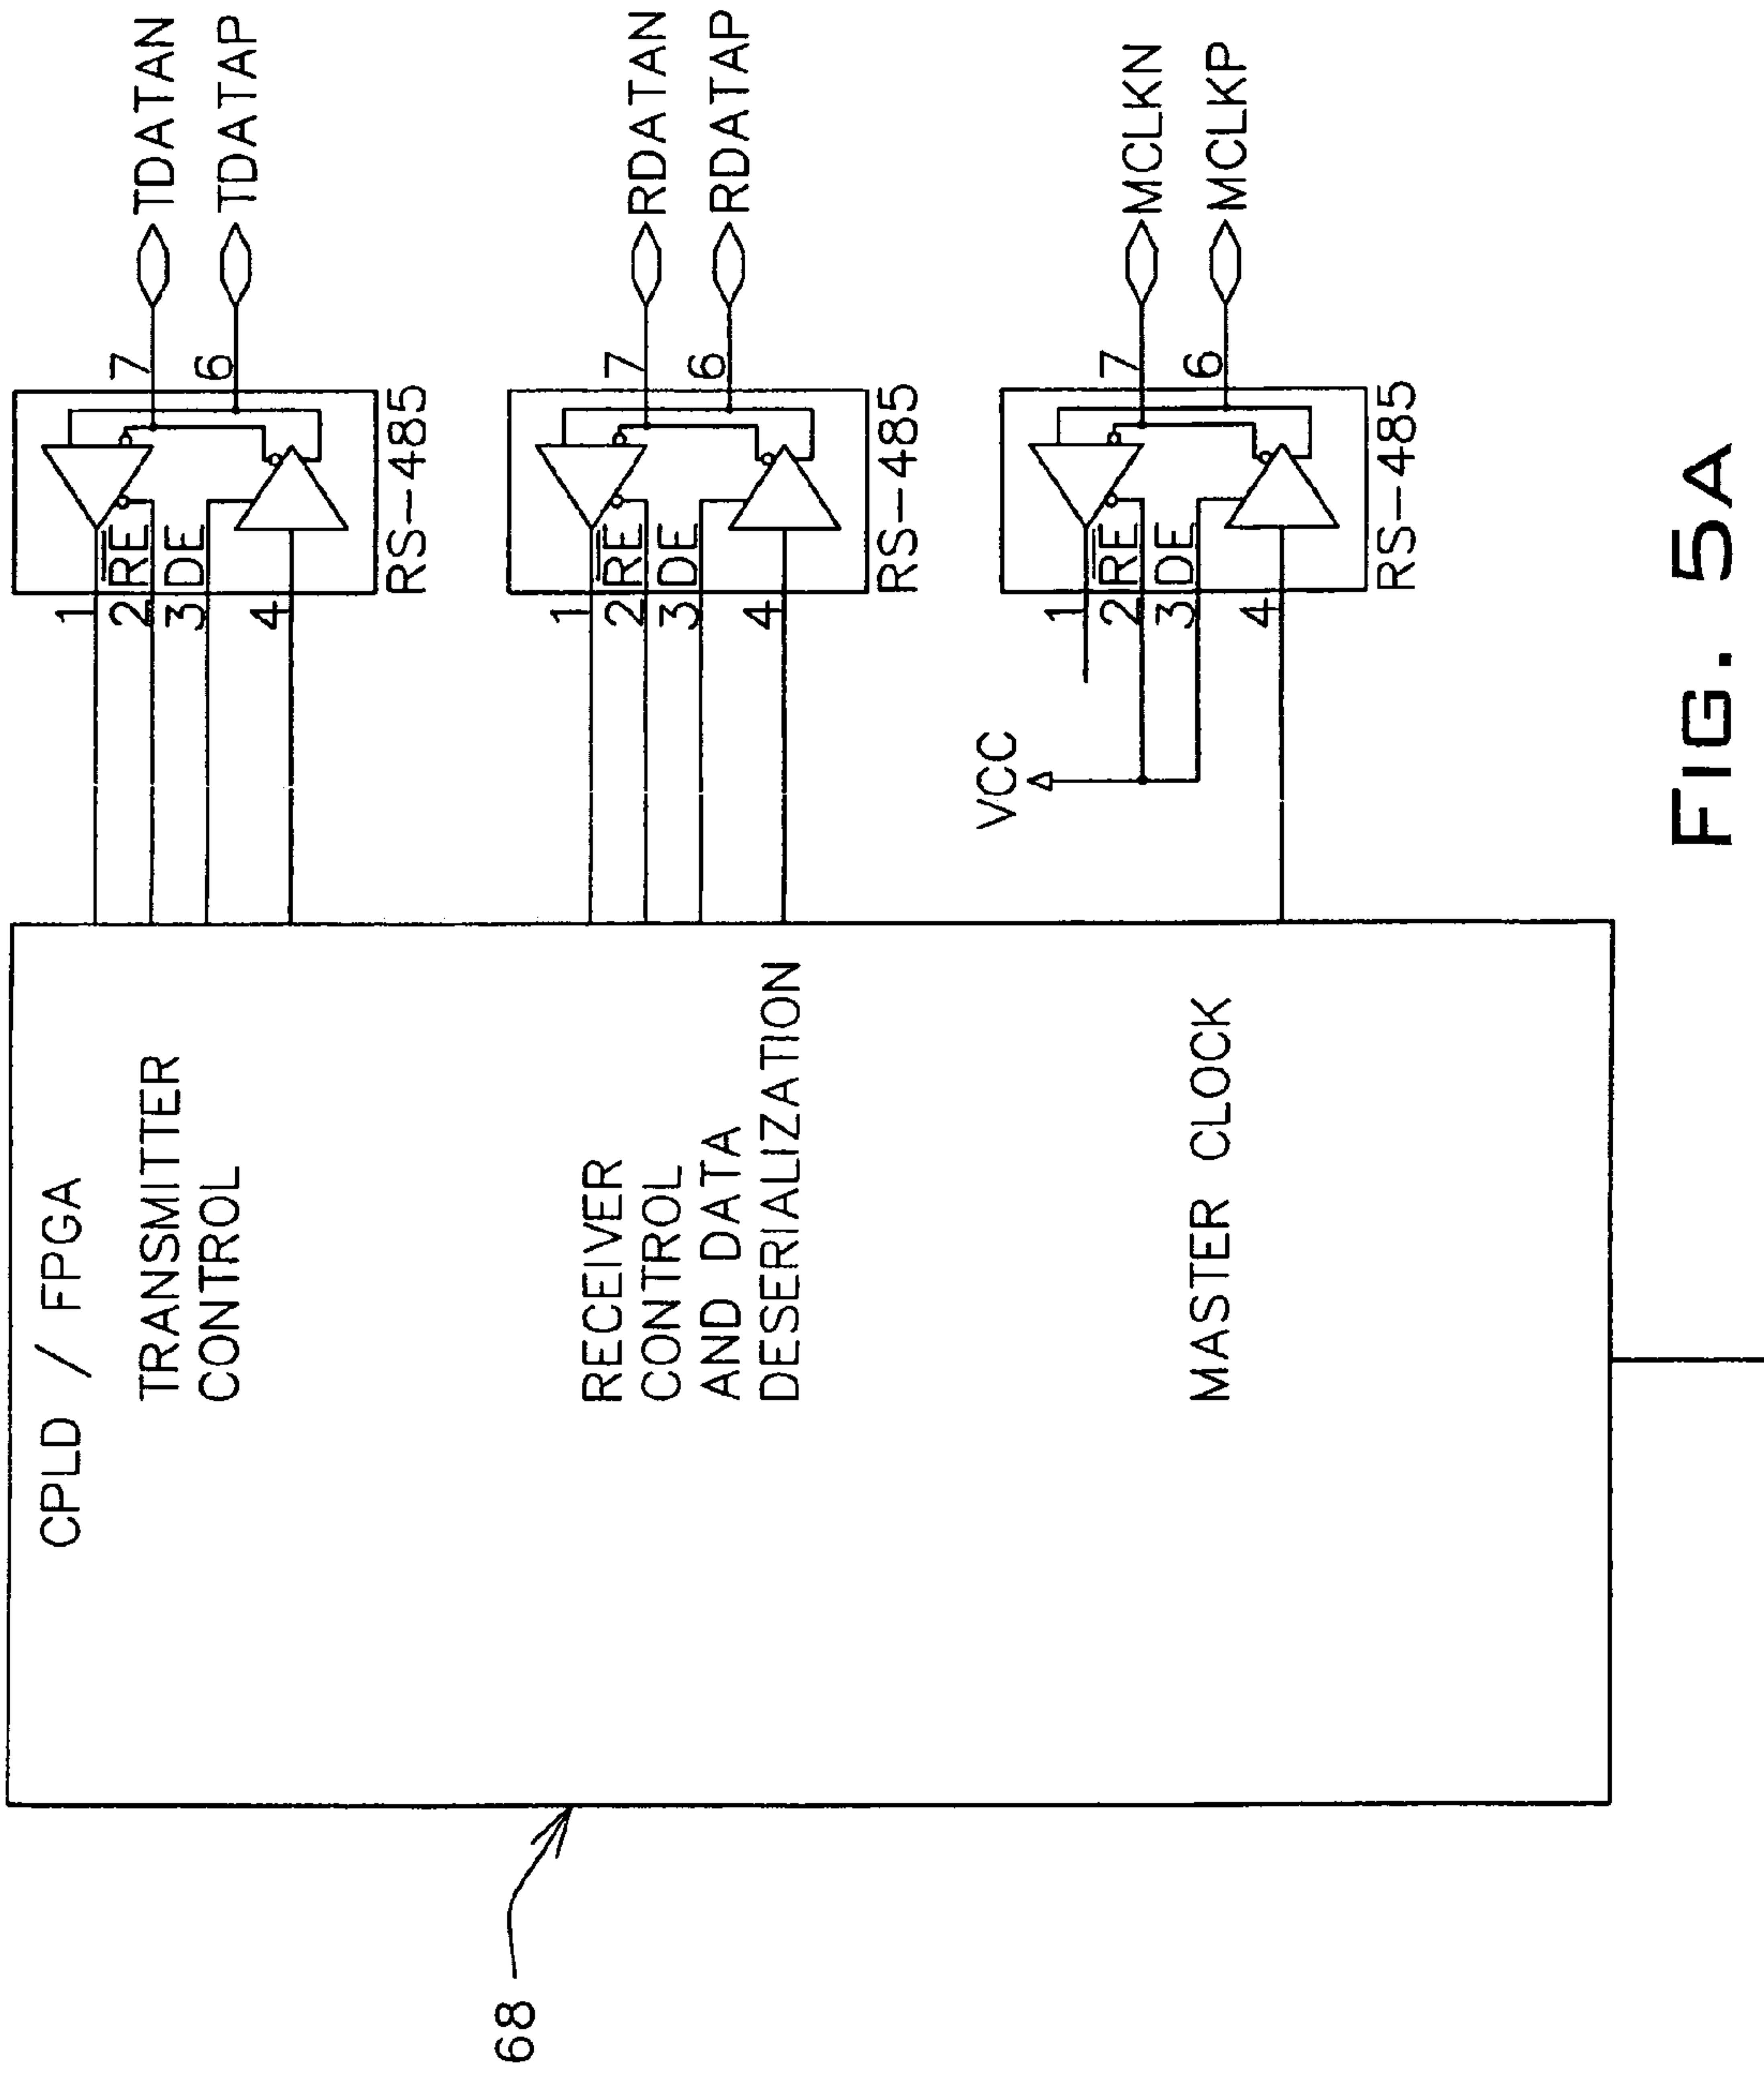 CPLD / FPGA
TRANSMITTER
CONTROL
RECEIVER
CONTROL
AND DATA
DESERIALIZATION
MASTER CLOCK
68
1
2
3
4
RE
DE
7
6
RS-485
TDATAN
TDATAP
1
2
3
4
RE
DE
7
6
RS-485
RDATAN
RDATAP
VCC
1
2
3
4
RE
DE
7
6
RS-485
MCLKN
MCLKP
FIG. 5A